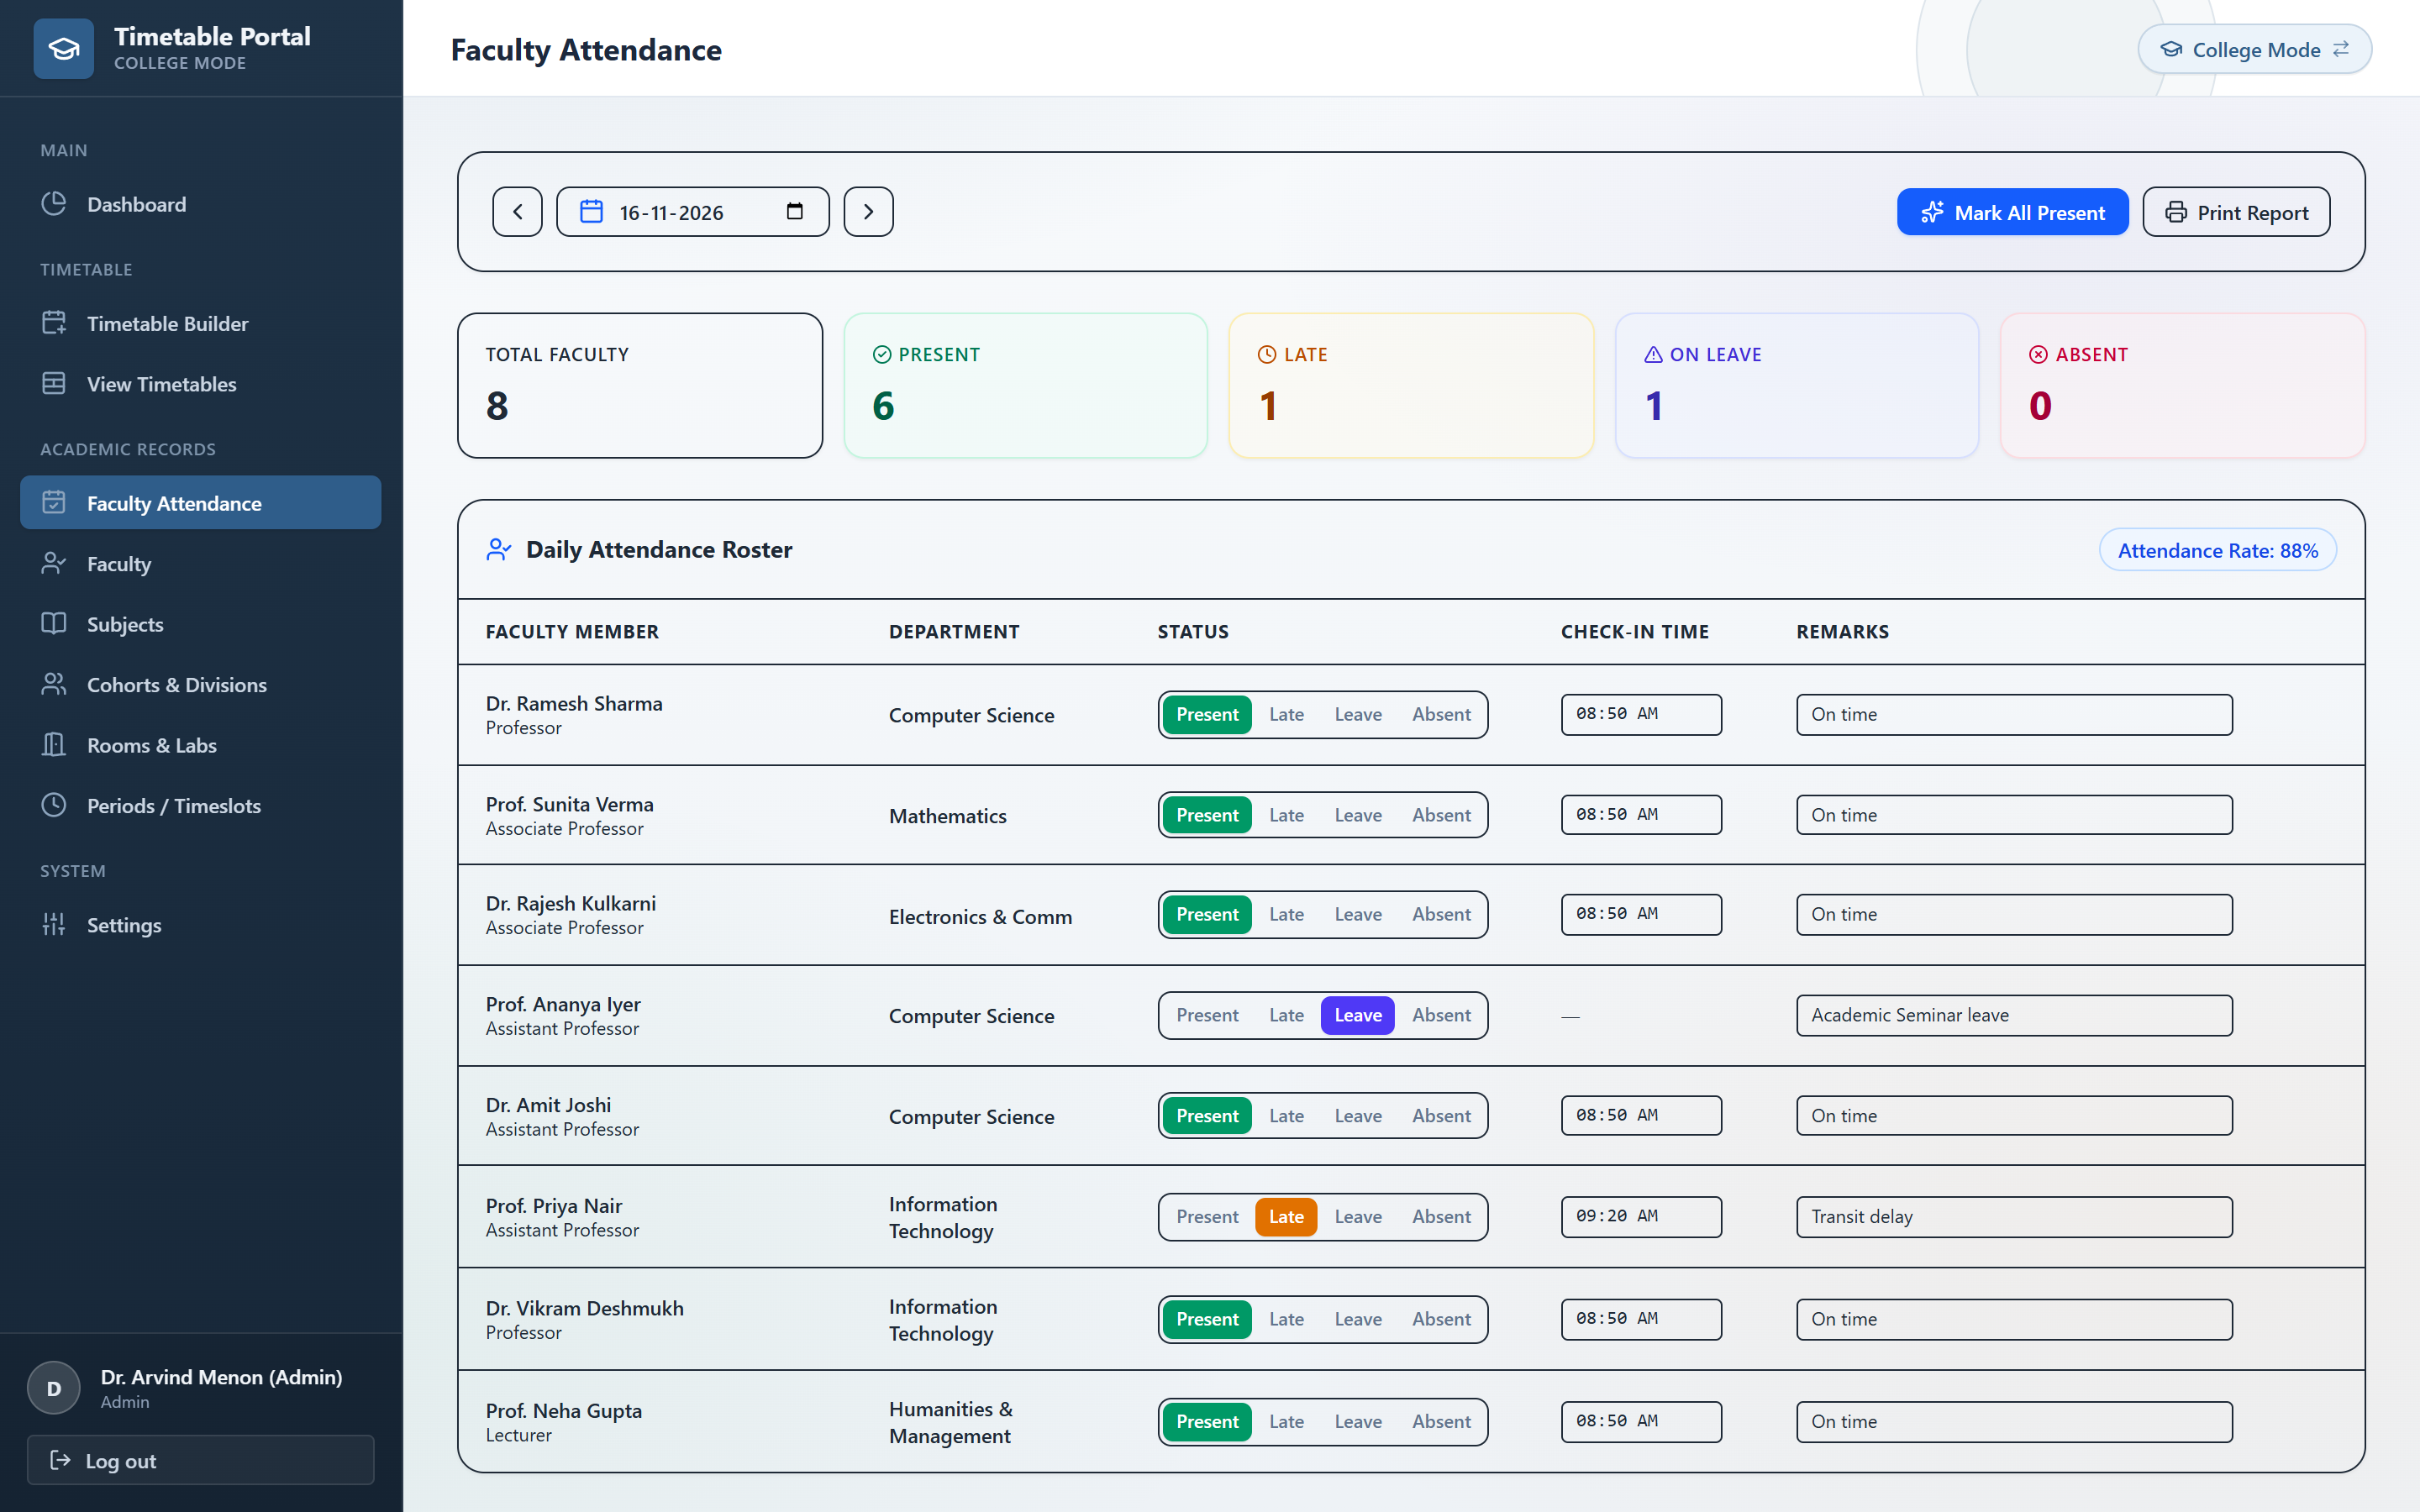 Timetable Portal
COLLEGE MODE
MAIN
Dashboard
TIMETABLE
Timetable Builder
View Timetables
ACADEMIC RECORDS
Faculty Attendance
Faculty
Subjects
Cohorts & Divisions
Rooms & Labs
Periods / Timeslots
SYSTEM
Settings
D
Dr. Arvind Menon (Admin)
Admin
Log out
Faculty Attendance
College Mode
16-11-2026
Mark All Present
Print Report
TOTAL FACULTY
8
PRESENT
6
LATE
1
ON LEAVE
1
ABSENT
0
Daily Attendance Roster
Attendance Rate: 88%
FACULTY MEMBER DEPARTMENT STATUS CHECK-IN TIME REMARKS
Dr. Ramesh Sharma
Professor
Computer Science
Present Late Leave Absent
08:50 AM
On time
Prof. Sunita Verma
Associate Professor
Mathematics
Present Late Leave Absent
08:50 AM
On time
Dr. Rajesh Kulkarni
Associate Professor
Electronics & Comm
Present Late Leave Absent
08:50 AM
On time
Prof. Ananya Iyer
Assistant Professor
Computer Science
Present Late Leave Absent
—
Academic Seminar leave
Dr. Amit Joshi
Assistant Professor
Computer Science
Present Late Leave Absent
08:50 AM
On time
Prof. Priya Nair
Assistant Professor
Information
Technology
Present Late Leave Absent
09:20 AM
Transit delay
Dr. Vikram Deshmukh
Professor
Information
Technology
Present Late Leave Absent
08:50 AM
On time
Prof. Neha Gupta
Lecturer
Humanities &
Management
Present Late Leave Absent
08:50 AM
On time